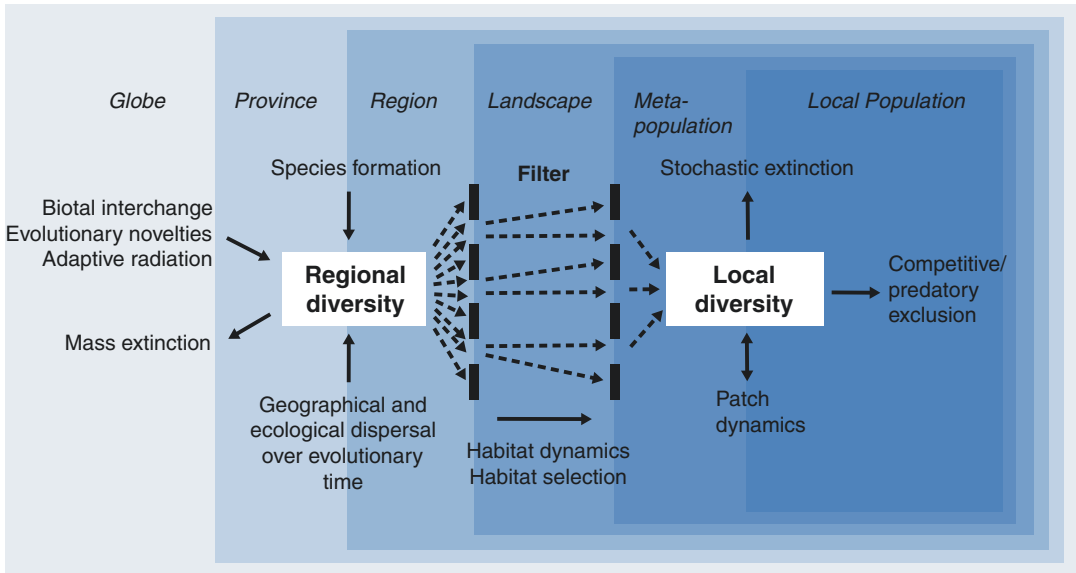 Globe
Province
Region
Landscape
Meta-
population
Local Population
Species formation
Filter
Stochastic extinction
Biotal interchange
Evolutionary novelties
Adaptive radiation
Regional
diversity
Local
diversity
Competitive/
predatory
exclusion
Mass extinction
Geographical and
ecological dispersal
over evolutionary
time
Habitat dynamics
Habitat selection
Patch
dynamics